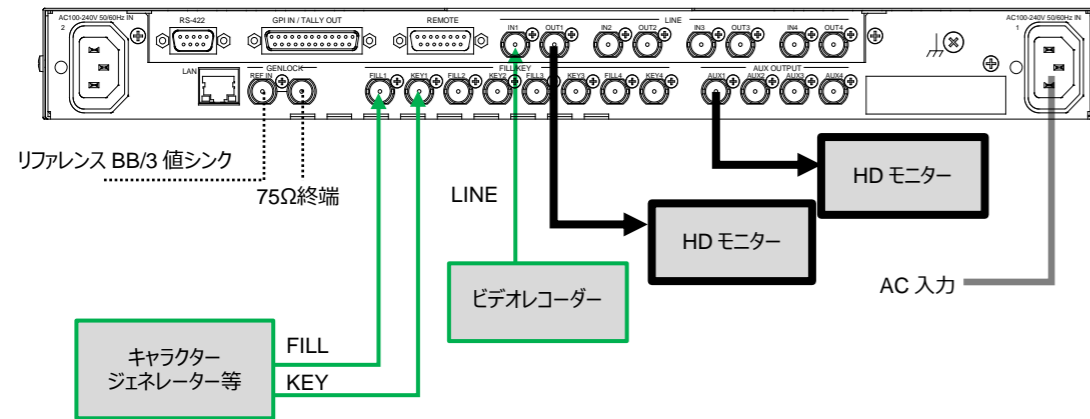 AC100-240V 50/60Hz IN
2
RS-422
GPI IN / TALLY OUT
REMOTE
LINE
IN1
OUT1
IN2
OUT2
IN3
OUT3
IN4
OUT4
AC100-240V 50/60Hz IN
1
LAN
GENLOCK
REF IN
FILL/KEY
FILL1
KEY1
FILL2
KEY2
FILL3
KEY3
FILL4
KEY4
AUX OUTPUT
AUX1
AUX2
AUX3
AUX4
リファレンス BB/3 値シンク
75Ω終端
LINE
HD モニター
HD モニター
AC 入力
ビデオレコーダー
キャラクター
ジェネレーター等
FILL
KEY